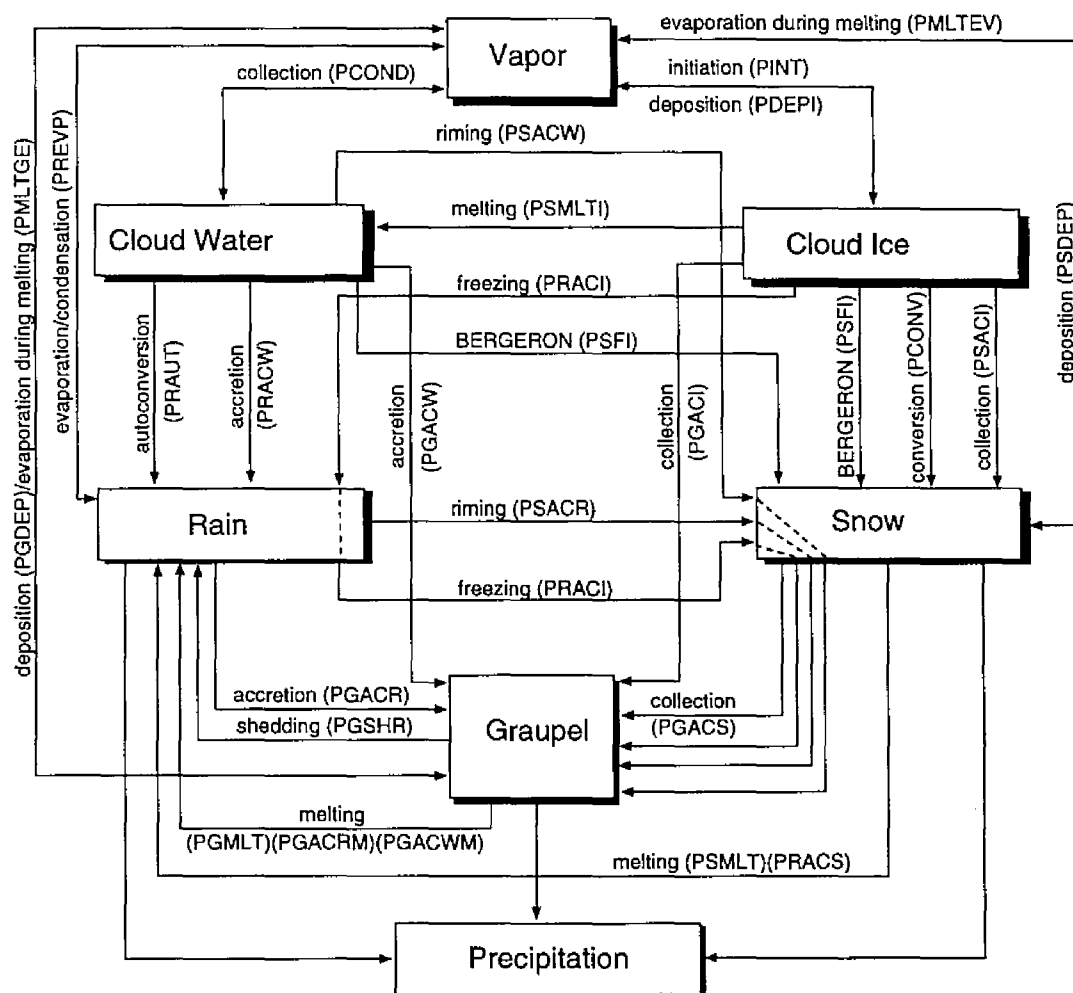 evaporation during melting (PMLTEV)
Vapor
collection (PCOND)
initiation (PINT)
deposition (PDEPI)
riming (PSACW)
deposition (PGDEP)/evaporation during melting (PMLTGE)
evaporation/condensation (PREVP)
melting (PSMLTI)
Cloud Water
Cloud Ice
deposition (PSDEP)
freezing (PRACI)
BERGERON (PSFI)
autoconversion
(PRAUT)
accretion
(PRACW)
accretion
(PGACW)
collection
(PGACI)
BERGERON (PSFI)
conversion (PCONV)
collection (PSACI)
Rain
riming (PSACR)
Snow
freezing (PRACI)
accretion (PGACR)
shedding (PGSHR)
Graupel
collection
(PGACS)
melting
(PGMLT)(PGACRM)(PGACWM)
melting (PSMLT)(PRACS)
Precipitation